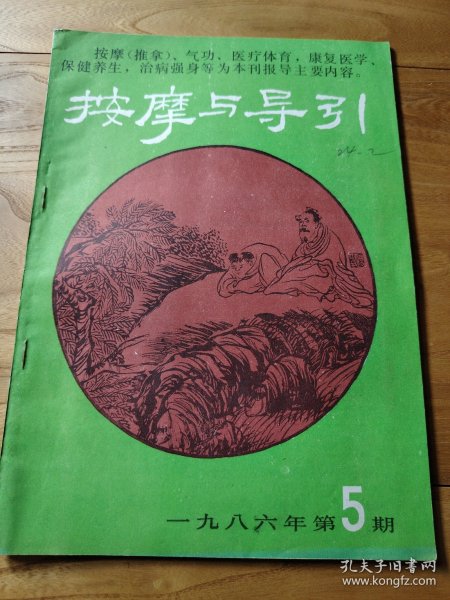 按摩（推拿）、气功、医疗体育，康复医学、
保健养生，治病强身等为本刊报导主要内容。
按摩与导引
24-2
一九八六年第5期
孔夫子旧书网
www.kongfz.com